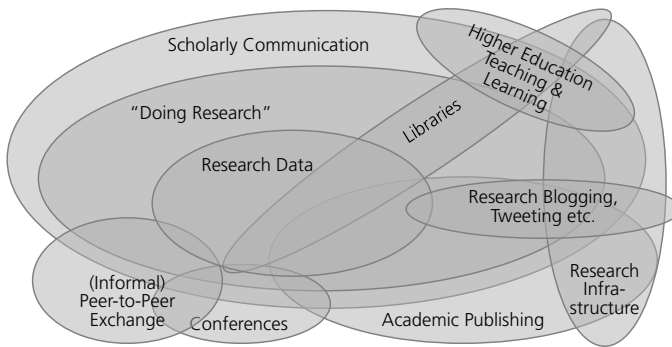 Scholarly Communication
Higher Education
Teaching &
Learning
“Doing Research”
Libraries
Research Data
Research Blogging,
Tweeting etc.
(Informal)
Peer-to-Peer
Exchange
Conferences
Academic Publishing
Research
Infra-
structure